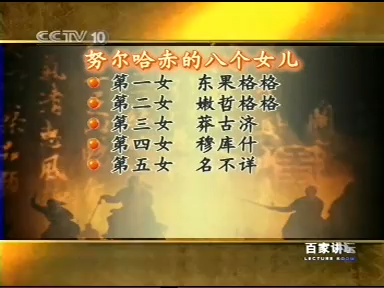 CCTV 10
努尔哈赤的八个女儿
第一女 东果格格
第二女 嫩哲格格
第三女 莽古济
第四女 穆库什
第五女 名不详
百家讲坛
LECTURE ROOM